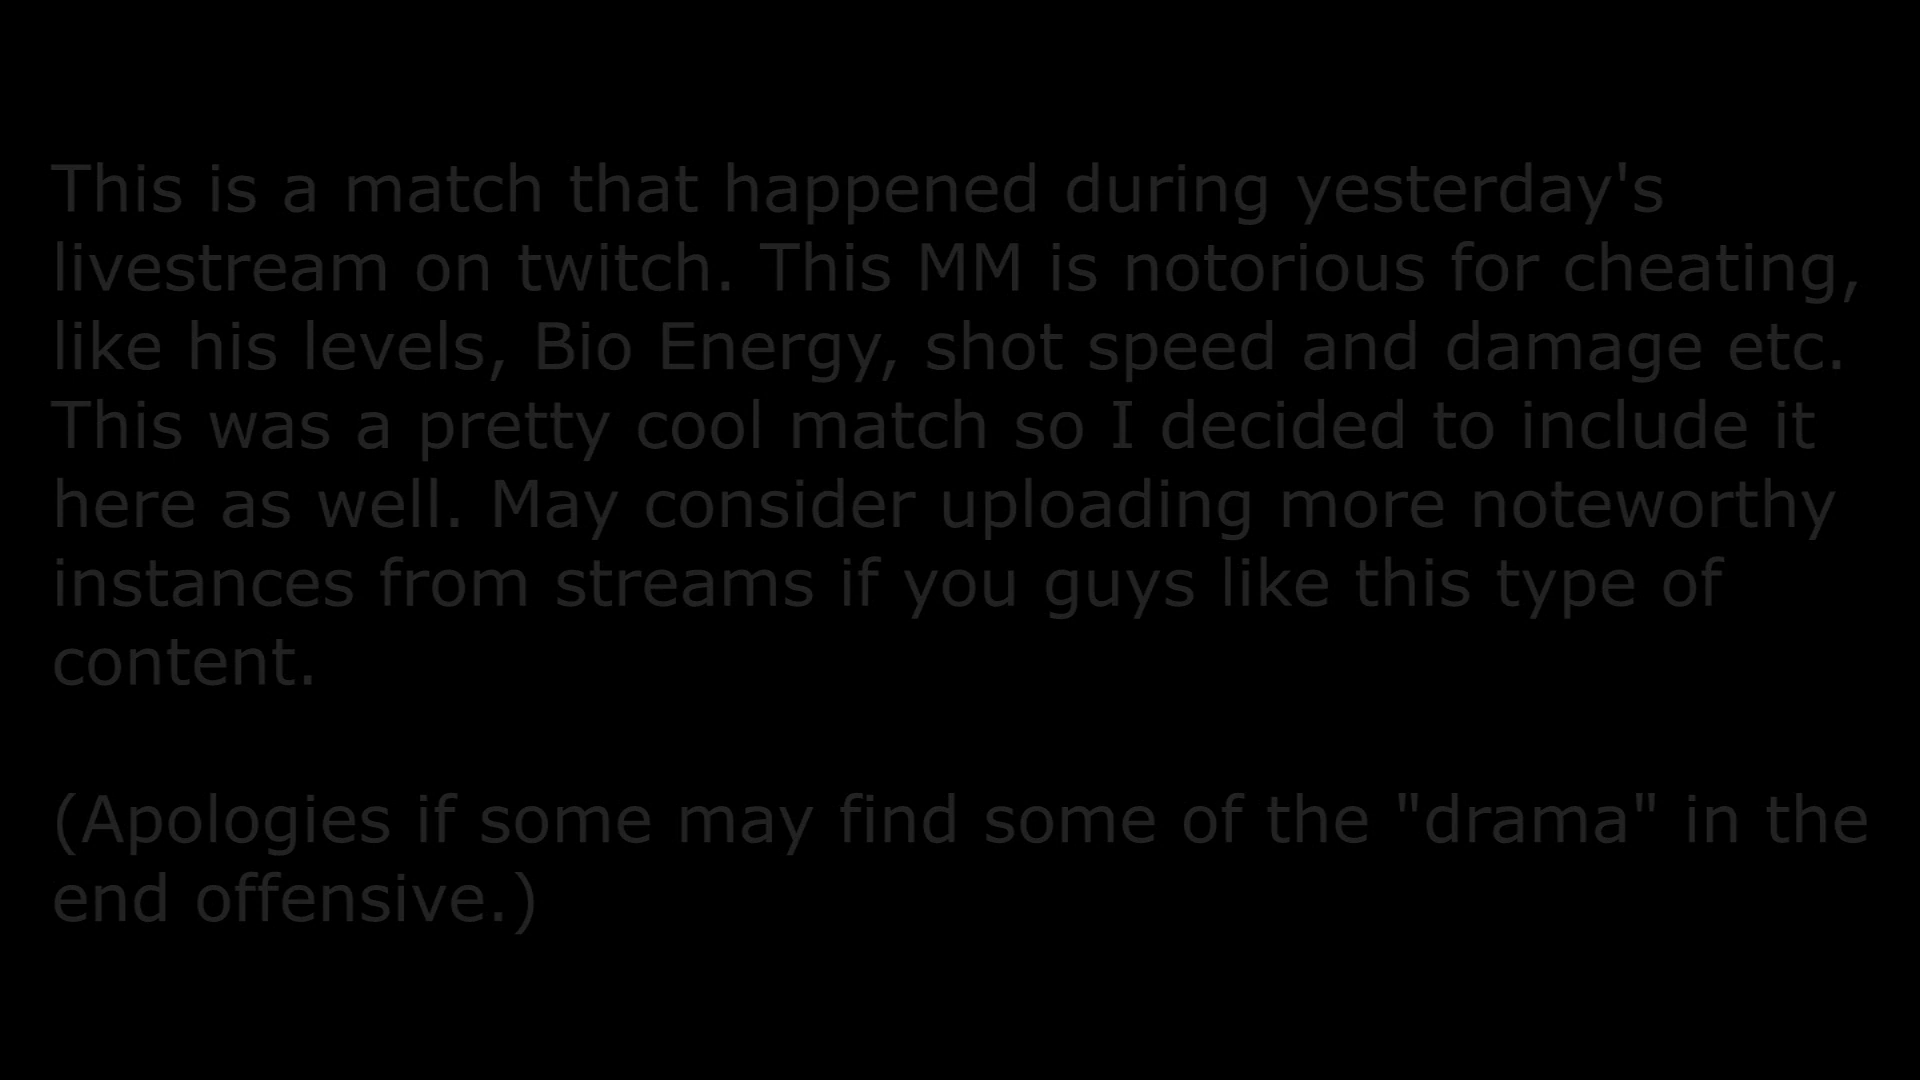 This is a match that happened during yesterday's
livestream on twitch. This MM is notorious for cheating,
like his levels, Bio Energy, shot speed and damage etc.
This was a pretty cool match so I decided to include it
here as well. May consider uploading more noteworthy
instances from streams if you guys like this type of
content.
(Apologies if some may find some of the "drama" in the
end offensive.)